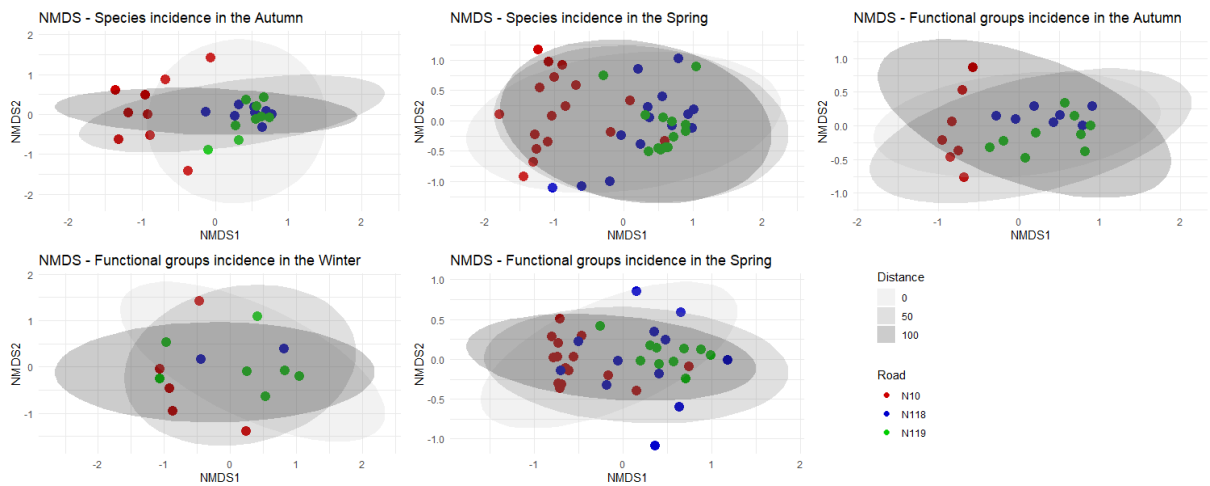 NMDS - Species incidence in the Autumn
2
1
0
-1
-2
NMDS2
-2
-1
0
1
2
NMDS1
NMDS - Species incidence in the Spring
1.0
0.5
0.0
-0.5
-1.0
NMDS2
-2
-1
0
1
2
NMDS1
NMDS - Functional groups incidence in the Autumn
1.0
0.5
0.0
-0.5
-1.0
NMDS2
-2
-1
0
1
2
NMDS1
NMDS - Functional groups incidence in the Winter
2
1
0
-1
NMDS2
-2
-1
0
1
2
NMDS1
NMDS - Functional groups incidence in the Spring
1.0
0.5
0.0
-0.5
-1.0
NMDS2
-1
0
1
2
NMDS1
Distance
0
50
100
Road
N10
N118
N119